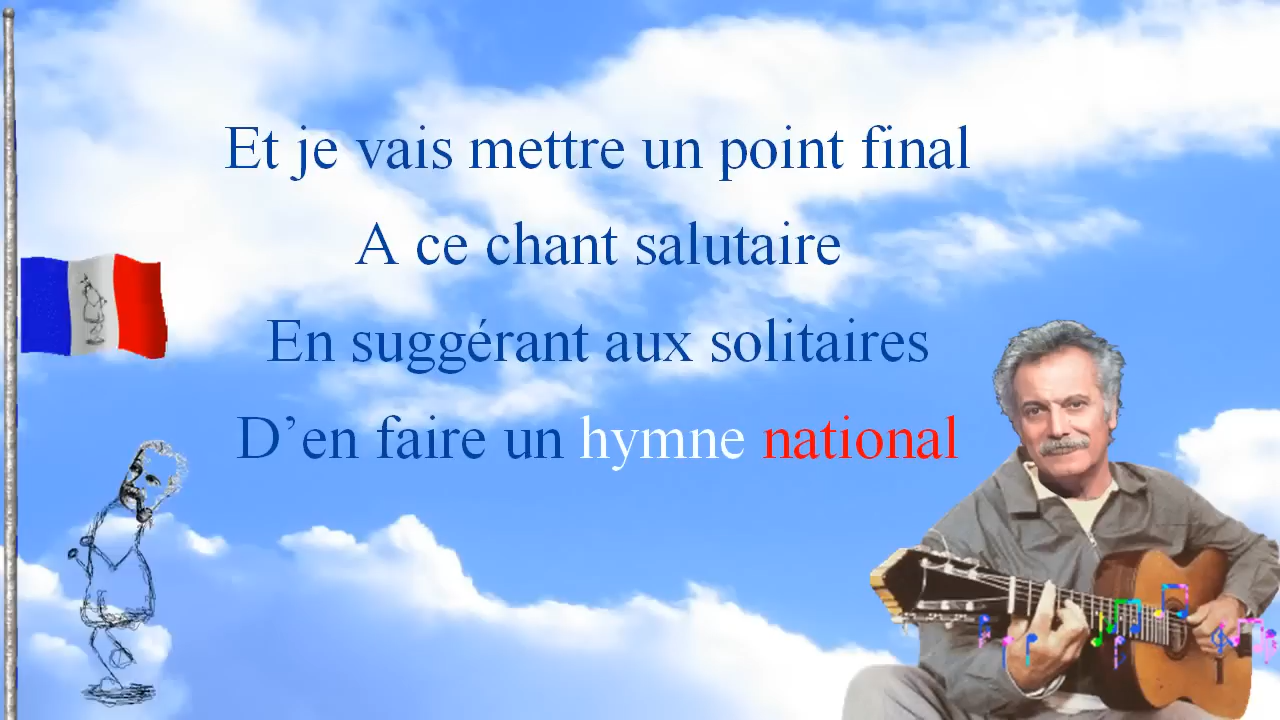 Et je vais mettre un point final
A ce chant salutaire
En suggérant aux solitaires
D’en faire un hymne national